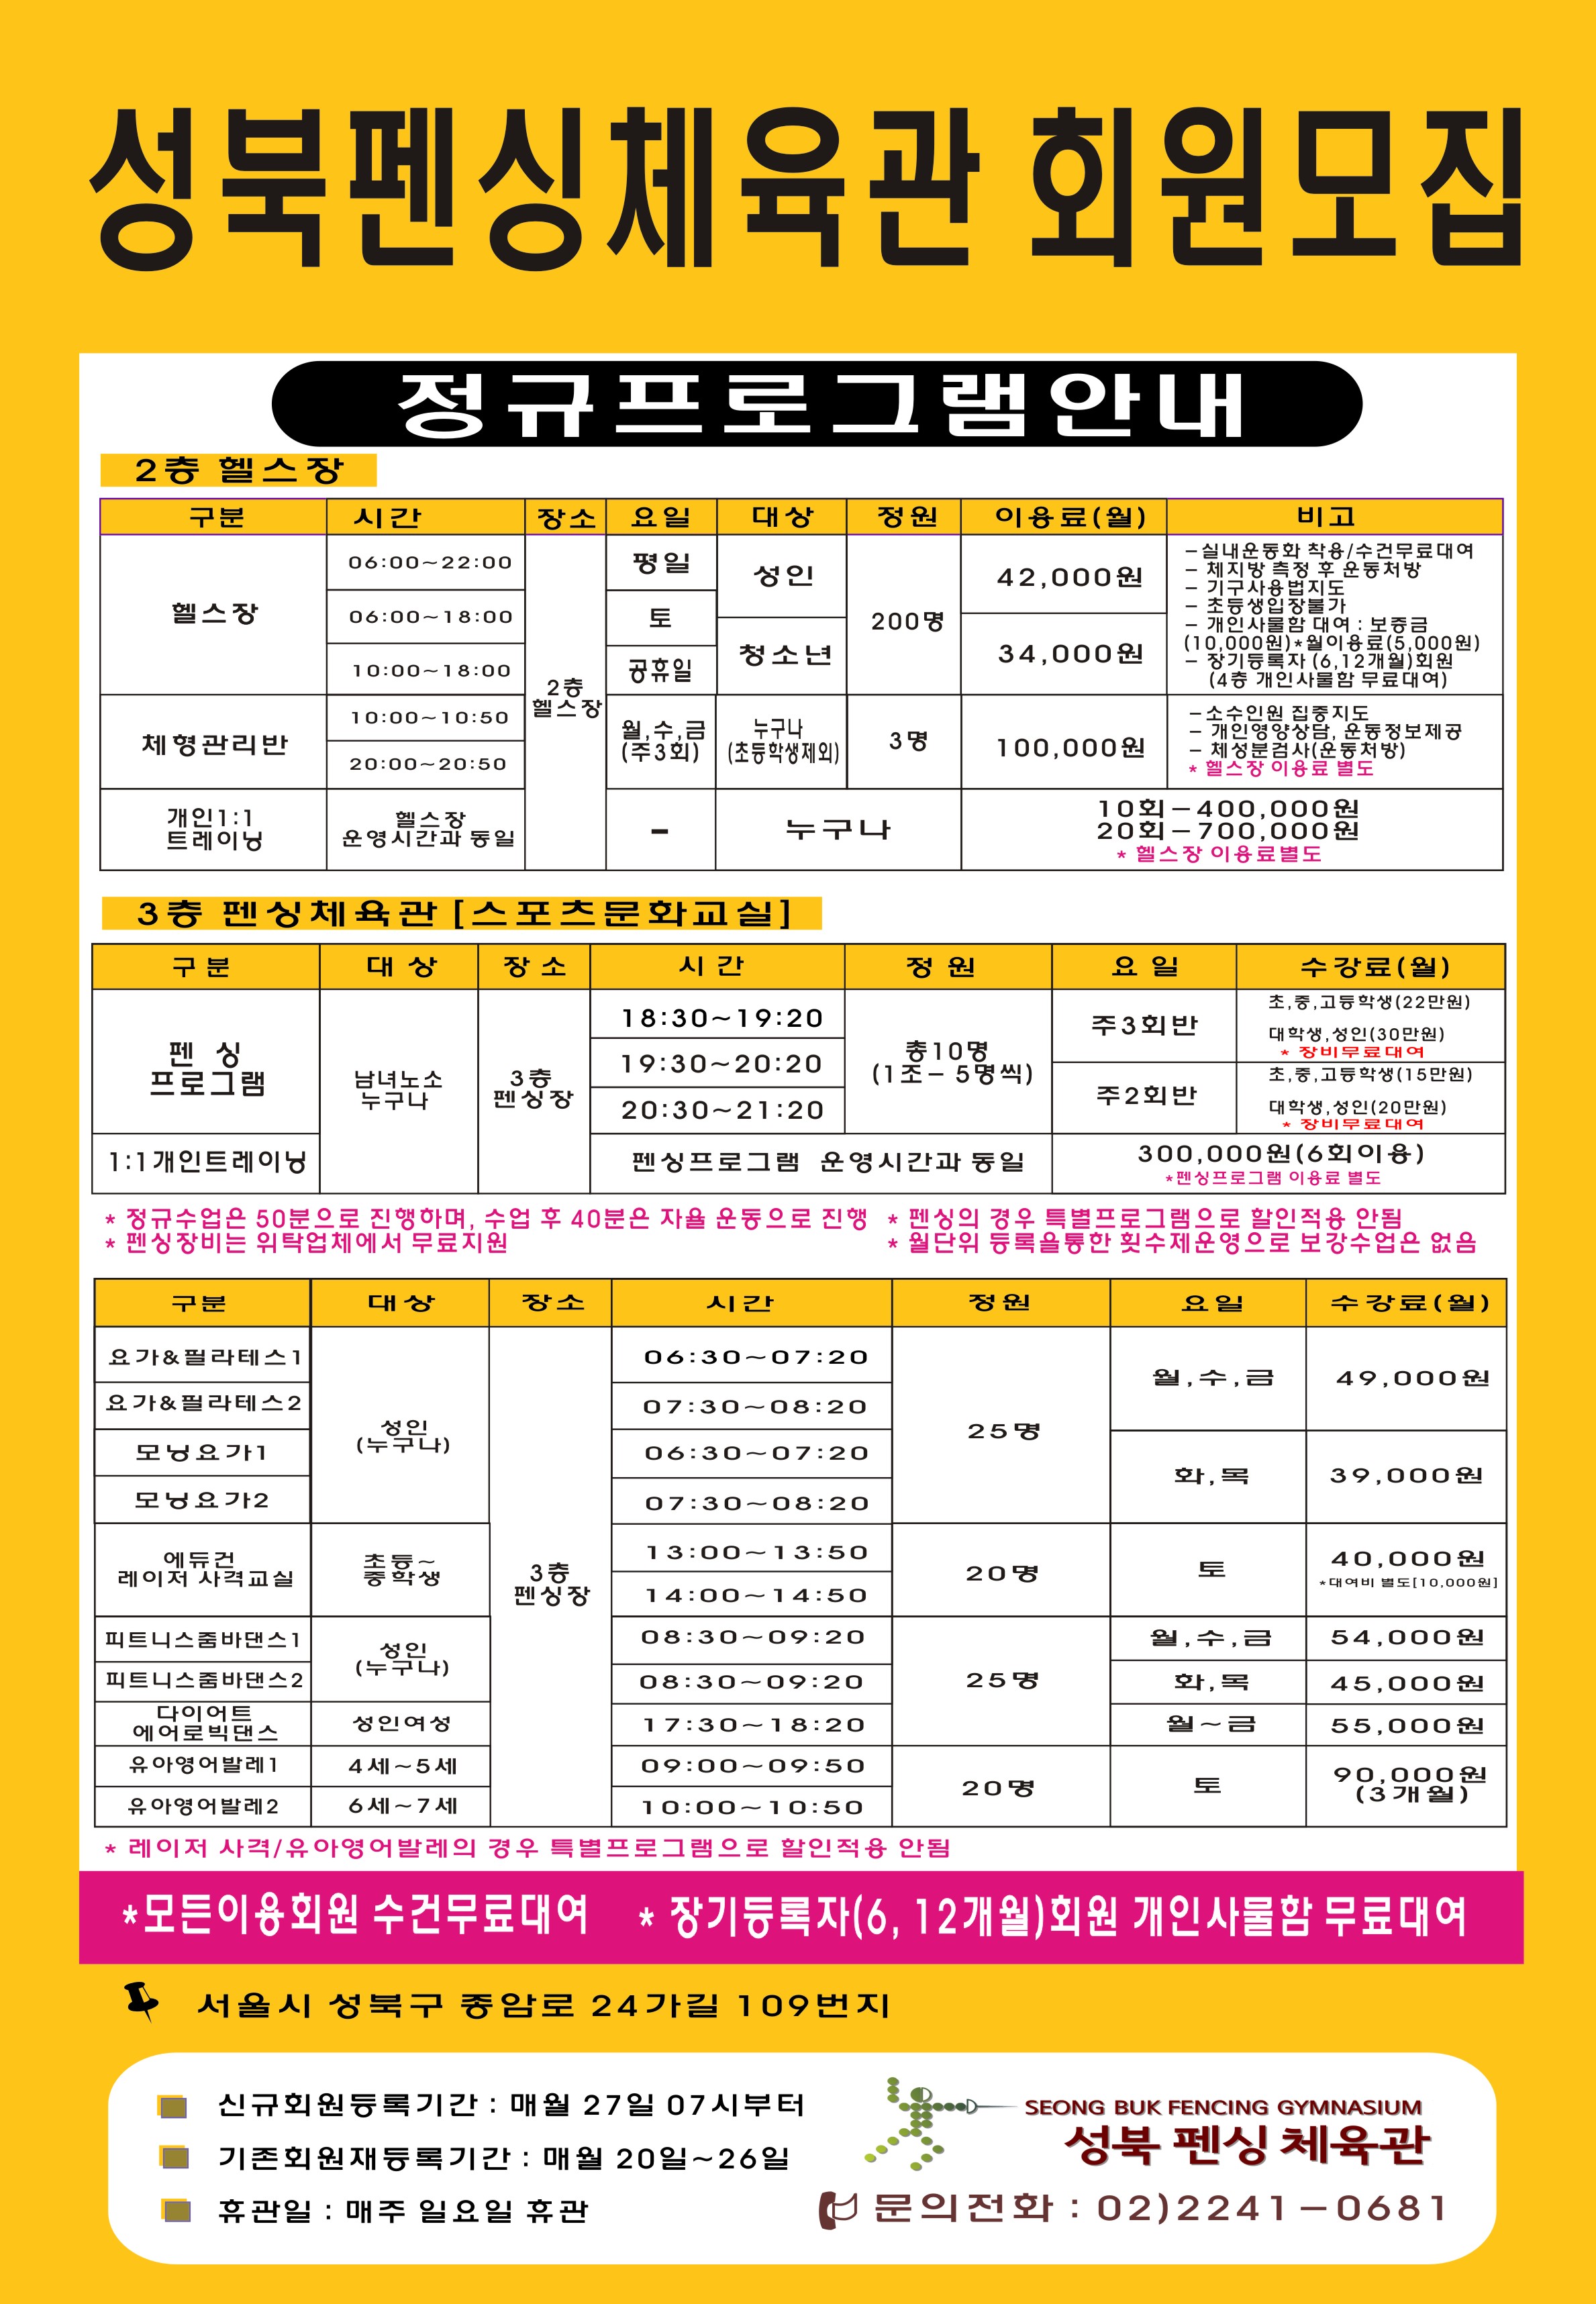 성북펜싱체육관 회원모집
정규프로그램안내
2층 헬스장
구분 시간 장소 요일 대상 정원 이용료(월) 비고
헬스장
06:00~22:00
06:00~18:00
10:00~18:00
2층
헬스장
평일
토
공휴일
성인
청소년
200명
42,000원
34,000원
-실내운동화 착용/수건무료대여
- 체지방 측정 후 운동처방
- 기구사용법지도
- 초등생입장불가
- 개인사물함 대여 : 보증금
(10,000원)*월이용료(5,000원)
- 장기등록자 (6,12개월)회원
(4층 개인사물함 무료대여)
체형관리반
10:00~10:50
20:00~20:50
월,수,금
(주3회)
누구나
(초등학생제외)
3명
100,000원
-소수인원 집중지도
- 개인영양상담, 운동정보제공
- 체성분검사(운동처방)
* 헬스장 이용료 별도
개인1:1
트레이닝
헬스장
운영시간과 동일
-
누구나
10회-400,000원
20회-700,000원
* 헬스장 이용료별도
3층 펜싱체육관 [스포츠문화교실]
구분 대상 장소 시간 정원 요일 수강료(월)
펜 싱
프로그램
남녀노소
누구나
3층
펜싱장
18:30~19:20
19:30~20:20
20:30~21:20
총10명
(1조- 5명씩)
주3회반
초,중,고등학생(22만원)
대학생,성인(30만원)
* 장비무료대여
주2회반
초,중,고등학생(15만원)
대학생,성인(20만원)
* 장비무료대여
1:1개인트레이닝
펜싱프로그램 운영시간과 동일
300,000원(6회이용)
*펜싱프로그램 이용료 별도
* 정규수업은 50분으로 진행하며, 수업 후 40분은 자율 운동으로 진행
* 펜싱장비는 위탁업체에서 무료지원
* 펜싱의 경우 특별프로그램으로 할인적용 안됨
* 월단위 등록을통한 횟수제운영으로 보강수업은 없음
구분 대상 장소 시간 정원 요일 수강료(월)
요가&필라테스1
요가&필라테스2
모닝요가1
모닝요가2
성인
(누구나)
3층
펜싱장
06:30~07:20
07:30~08:20
06:30~07:20
07:30~08:20
25명
월,수,금
49,000원
화,목
39,000원
에듀건
레이저 사격교실
초등~
중학생
13:00~13:50
14:00~14:50
20명
토
40,000원
*대여비 별도[10,000원]
피트니스줌바댄스1
피트니스줌바댄스2
성인
(누구나)
08:30~09:20
08:30~09:20
25명
월,수,금
54,000원
화,목
45,000원
다이어트
에어로빅댄스
성인여성
17:30~18:20
월~금
55,000원
유아영어발레1
4세~5세
09:00~09:50
유아영어발레2
6세~7세
10:00~10:50
20명
토
90,000원
(3개월)
* 레이저 사격/유아영어발레의 경우 특별프로그램으로 할인적용 안됨
*모든이용회원 수건무료대여 * 장기등록자(6, 12개월)회원 개인사물함 무료대여
서울시 성북구 종암로 24가길 109번지
신규회원등록기간 : 매월 27일 07시부터
기존회원재등록기간 : 매월 20일~26일
휴관일 : 매주 일요일 휴관
SEONG BUK FENCING GYMNASIUM
성북 펜싱 체육관
문의전화 : 02)2241-0681